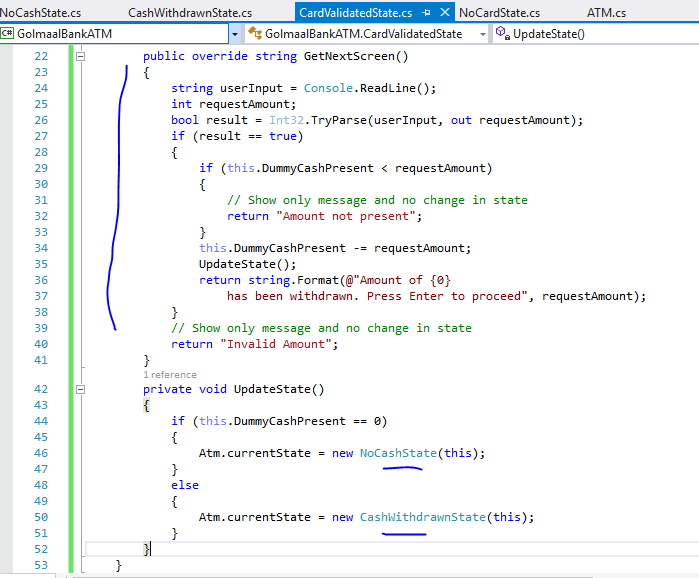 NoCashState.cs CashWithdrawnState.cs CardValidatedState.cs NoCardState.cs ATM.cs
C# GolmaalBankATM GolmaalBankATM.CardValidatedState UpdateState()
22 public override string GetNextScreen()
23 {
24 string userInput = Console.ReadLine();
25 int requestAmount;
26 bool result = Int32.TryParse(userInput, out requestAmount);
27 if (result == true)
28 {
29 if (this.DummyCashPresent < requestAmount)
30 {
31 // Show only message and no change in state
32 return "Amount not present";
33 }
34 this.DummyCashPresent -= requestAmount;
35 UpdateState();
36 return string.Format(@"Amount of {0}
37 has been withdrawn. Press Enter to proceed", requestAmount);
38 }
39 // Show only message and no change in state
40 return "Invalid Amount";
41 }
1 reference
42 private void UpdateState()
43 {
44 if (this.DummyCashPresent == 0)
45 {
46 Atm.currentState = new NoCashState(this);
47 }
48 else
49 {
50 Atm.currentState = new CashWithdrawnState(this);
51 }
52 }
53 }